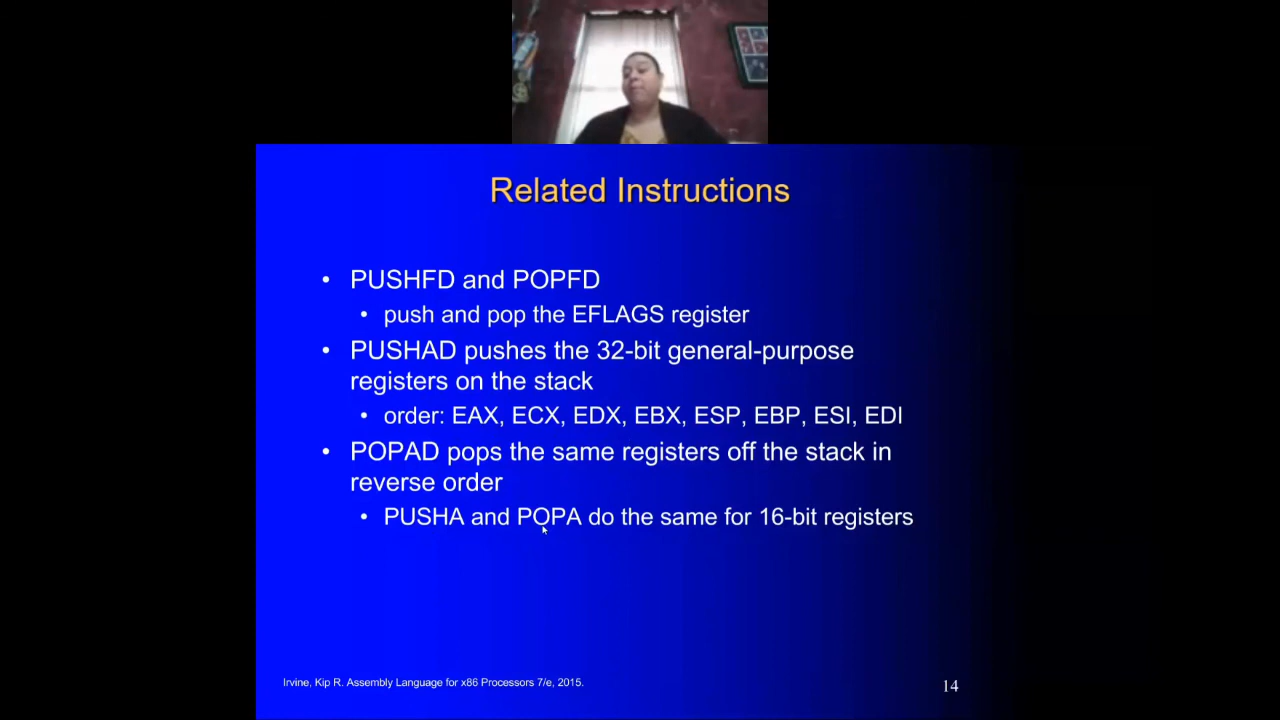 Related Instructions
• PUSHFD and POPFD
• push and pop the EFLAGS register
• PUSHAD pushes the 32-bit general-purpose
registers on the stack
• order: EAX, ECX, EDX, EBX, ESP, EBP, ESI, EDI
• POPAD pops the same registers off the stack in
reverse order
• PUSHA and POPA do the same for 16-bit registers
Irvine, Kip R. Assembly Language for x86 Processors 7/e, 2015.
14